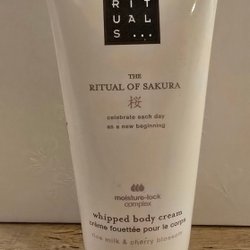 RIT
UAL
S...
THE
RITUAL OF SAKURA
桜
celebrate each day
as a new beginning
moisture-lock
complex
whipped body cream
crème fouettée pour le corps
rice milk & cherry blossom